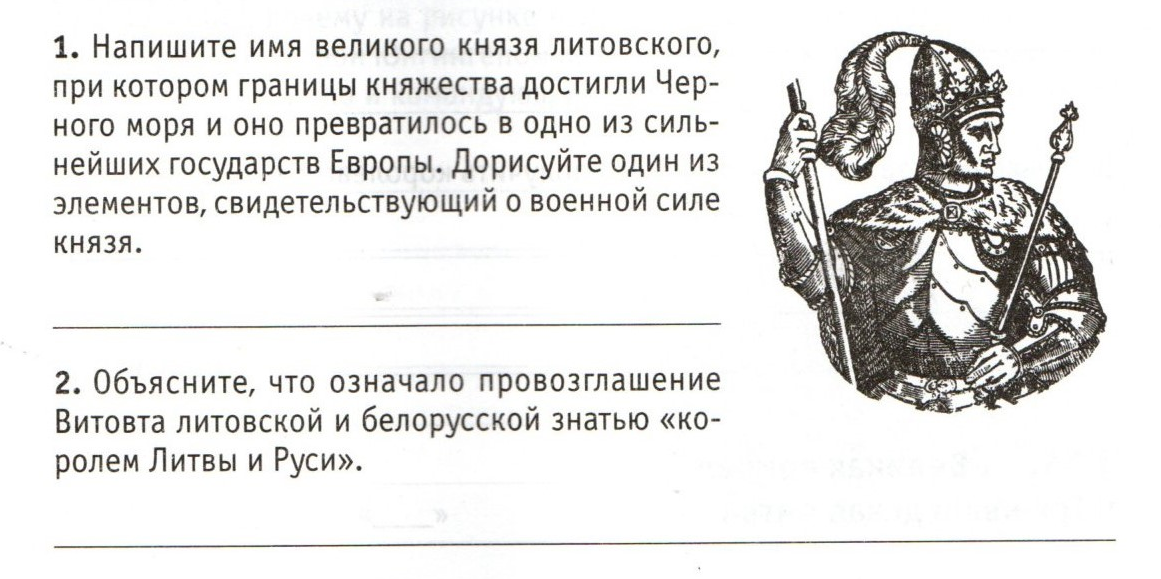 1. Напишите имя великого князя литовского,
при котором границы княжества достигли Чер-
ного моря и оно превратилось в одно из силь-
нейших государств Европы. Дорисуйте один из
элементов, свидетельствующий о военной силе
князя.
2. Объясните, что означало провозглашение
Витовта литовской и белорусской знатью «ко-
ролем Литвы и Руси».